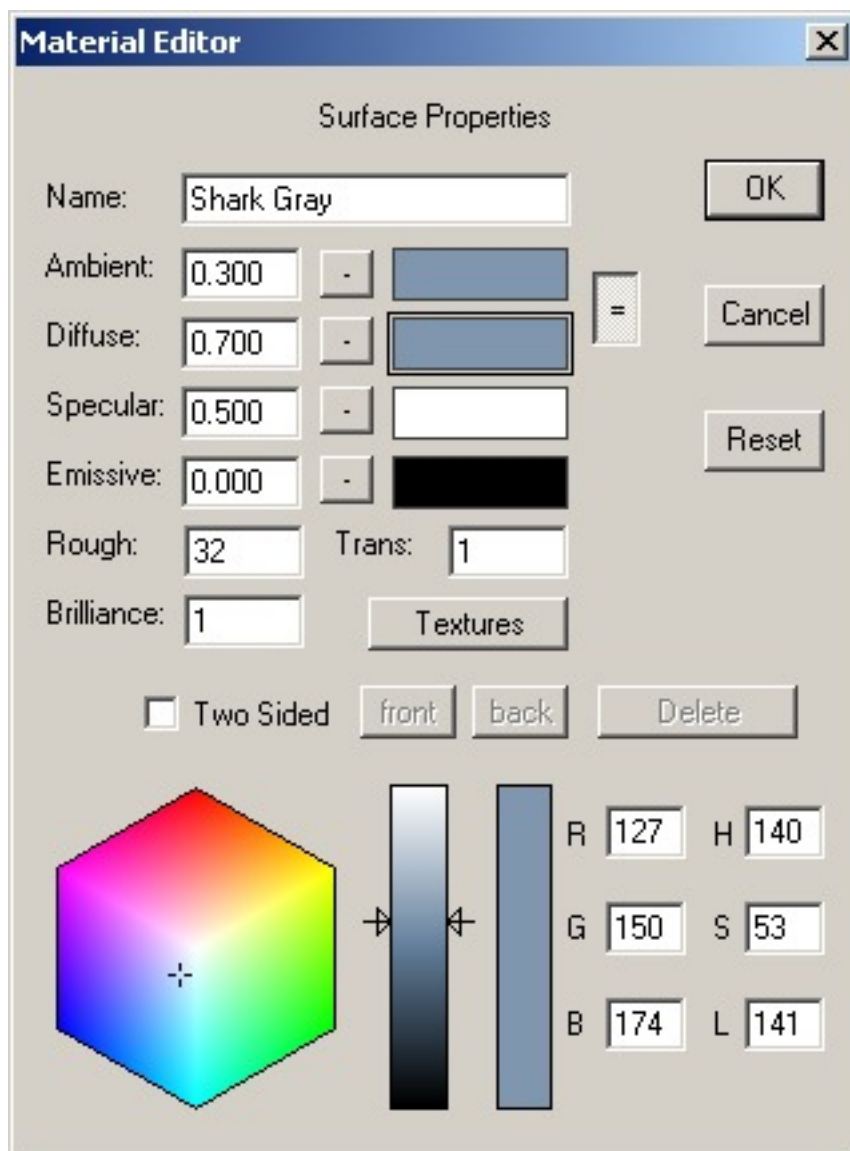 Material Editor
Surface Properties
Name: Shark Gray OK
Ambient: 0.300 -
=
Diffuse: 0.700 - Cancel
Specular: 0.500 -
Reset
Emissive: 0.000 -
Rough: 32 Trans: 1
Brilliance: 1 Textures
Two Sided front back Delete
R 127 H 140
G 150 S 53
B 174 L 141